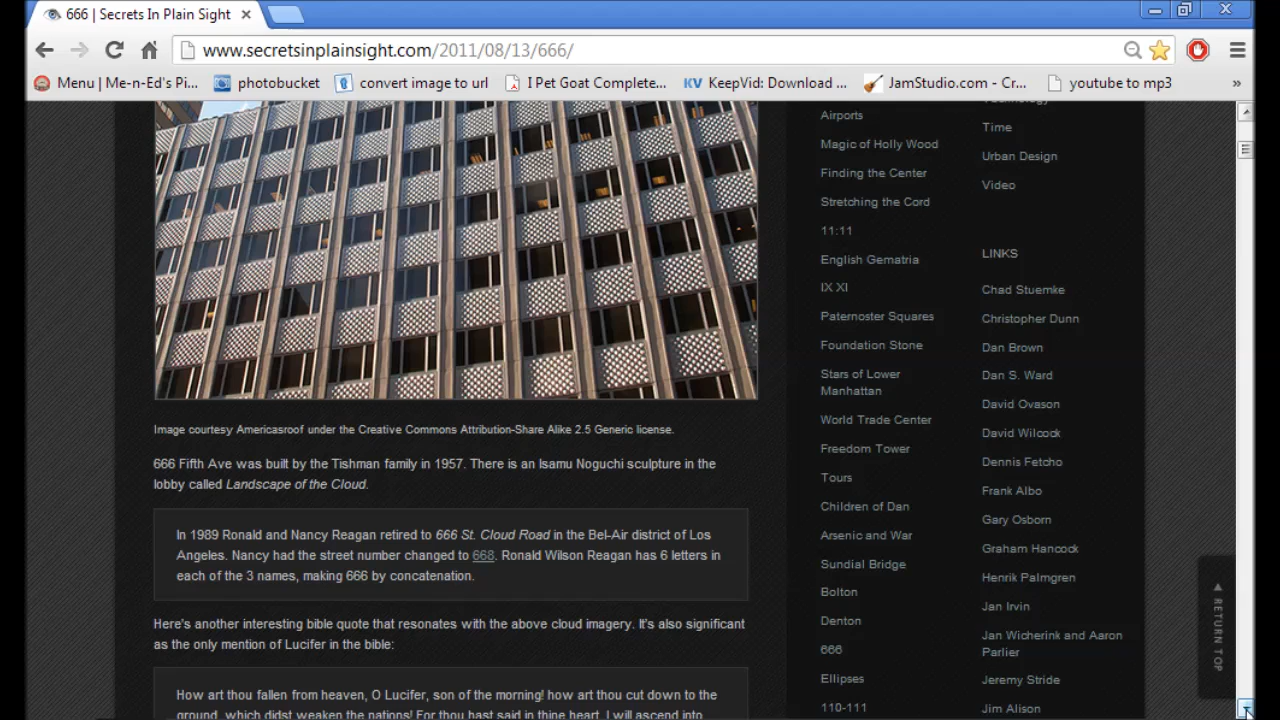 666 | Secrets In Plain Sight
www.secretsinplainsight.com/2011/08/13/666/
Menu | Me-n-Ed's Pi...
photobucket
convert image to url
I Pet Goat Complete...
KV KeepVid: Download ...
JamStudio.com - Cr...
youtube to mp3
»
Image courtesy Americasroof under the Creative Commons Attribution-Share Alike 2.5 Generic license.
666 Fifth Ave was built by the Tishman family in 1957. There is an Isamu Noguchi sculpture in the
lobby called Landscape of the Cloud.
In 1989 Ronald and Nancy Reagan retired to 666 St. Cloud Road in the Bel-Air district of Los
Angeles. Nancy had the street number changed to 668. Ronald Wilson Reagan has 6 letters in
each of the 3 names, making 666 by concatenation.
Here's another interesting bible quote that resonates with the above cloud imagery. It's also significant
as the only mention of Lucifer in the bible:
How art thou fallen from heaven, O Lucifer, son of the morning! how art thou cut down to the
ground, which didst weaken the nations! For thou hast said in thine heart, I will ascend into
Airports
Magic of Holly Wood
Finding the Center
Stretching the Cord
11:11
English Gematria
IX XI
Paternoster Squares
Foundation Stone
Stars of Lower
Manhattan
World Trade Center
Freedom Tower
Tours
Children of Dan
Arsenic and War
Sundial Bridge
Bolton
Denton
666
Ellipses
110-111
Technology
Time
Urban Design
Video
LINKS
Chad Stuemke
Christopher Dunn
Dan Brown
Dan S. Ward
David Ovason
David Wilcock
Dennis Fetcho
Frank Albo
Gary Osborn
Graham Hancock
Henrik Palmgren
Jan Irvin
Jan Wicherink and Aaron
Parlier
Jeremy Stride
Jim Alison
RETURN TOP